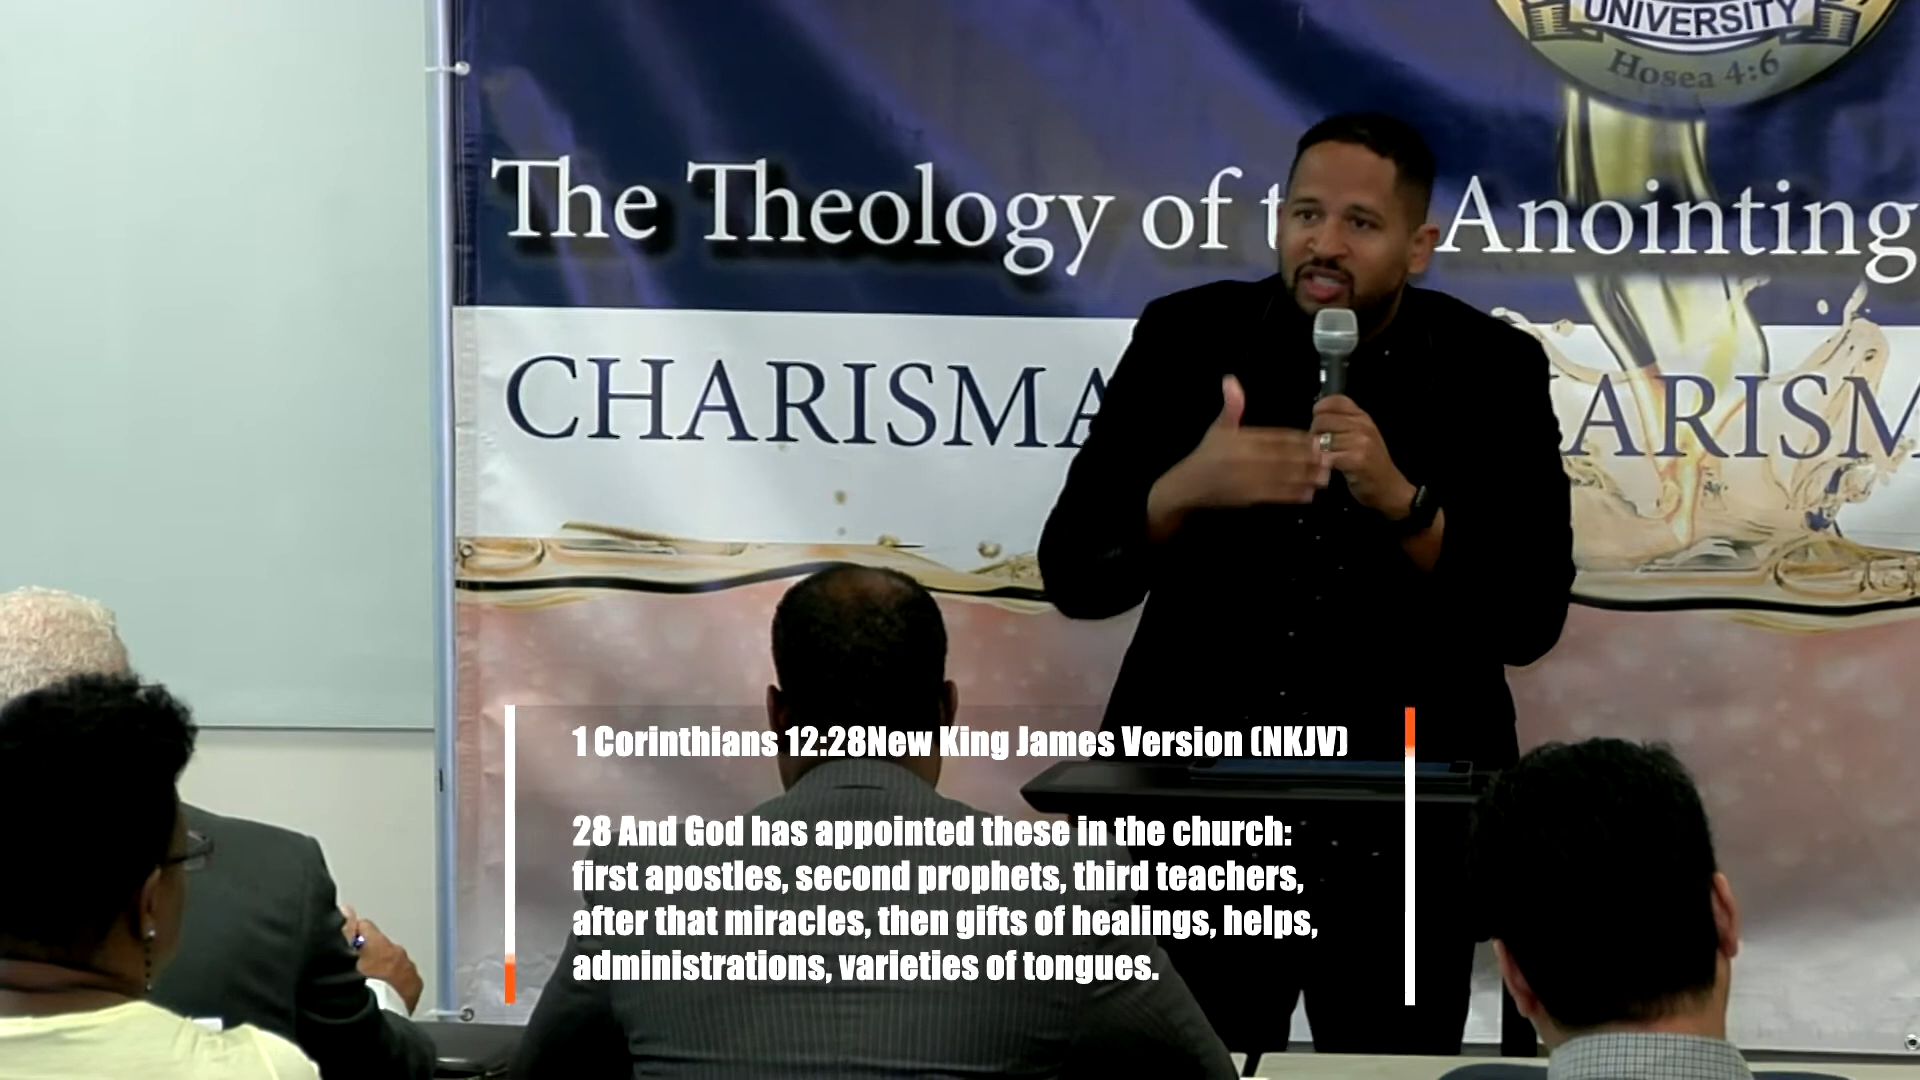 UNIVERSITY
Hosea 4:6
The Theology of t Anointing
CHARISMA ARISM
1 Corinthians 12:28New King James Version (NKJV)
28 And God has appointed these in the church:
first apostles, second prophets, third teachers,
after that miracles, then gifts of healings, helps,
administrations, varieties of tongues.